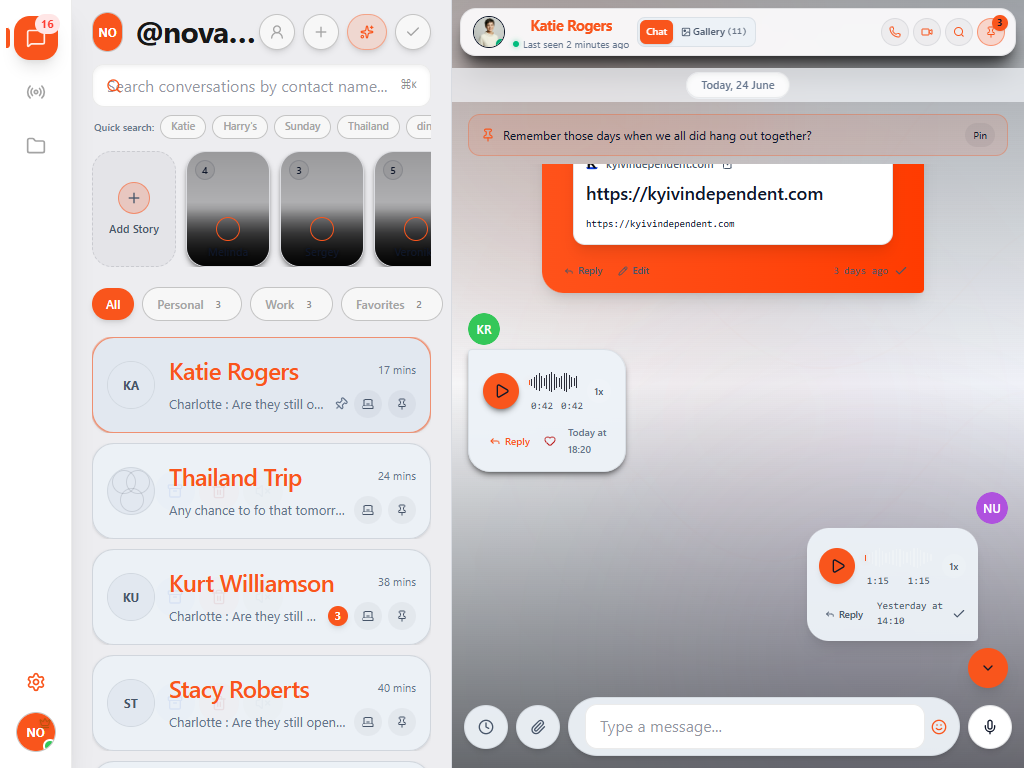 16
NO
@nova...
Search conversations by contact name...
⌘K
Quick search:
Katie
Harry's
Sunday
Thailand
din
4
3
5
Add Story
All
Personal 3
Work 3
Favorites 2
KA
Katie Rogers
17 mins
Charlotte : Are they still o...
Thailand Trip
24 mins
Any chance to fo that tomorr...
KU
Kurt Williamson
38 mins
Charlotte : Are they still ...
3
ST
Stacy Roberts
40 mins
Charlotte : Are they still open...
NO
Katie Rogers
Last seen 2 minutes ago
Chat
Gallery (11)
3
Today, 24 June
Remember those days when we all did hang out together?
Pin
kyivindependent.com
https://kyivindependent.com
https://kyivindependent.com
Reply
Edit
3 days ago
KR
0:42 0:42
1x
Reply
Today at
18:20
NU
1:15 1:15
1x
Reply
Yesterday at
14:10
Type a message...